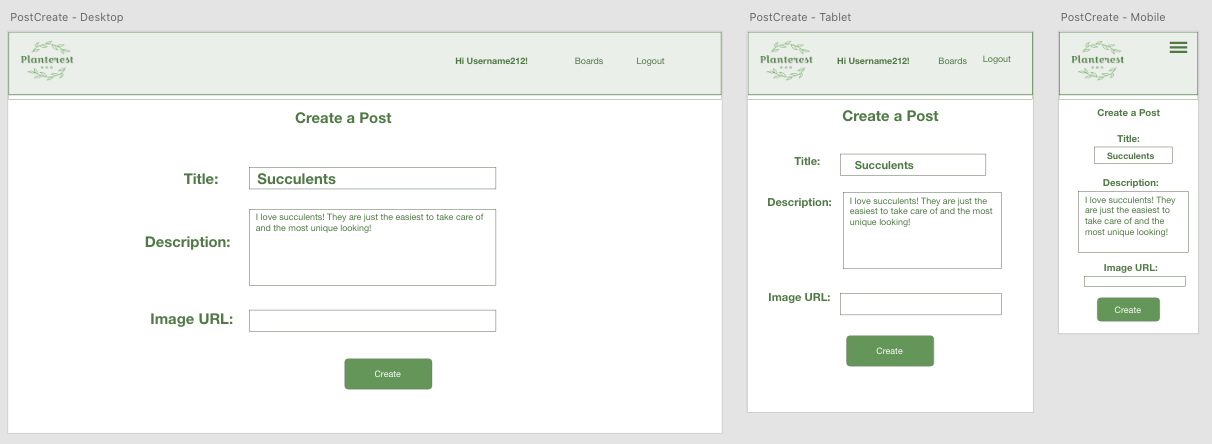 PostCreate - Desktop
Planterest
Hi Username212!
Boards
Logout
Create a Post
Title:
Succulents
Description:
I love succulents! They are just the easiest to take care of
and the most unique looking!
Image URL:
Create
PostCreate - Tablet
Planterest
Hi Username212!
Boards
Logout
Create a Post
Title:
Succulents
Description:
I love succulents! They are just the
easiest to take care of and the most
unique looking!
Image URL:
Create
PostCreate - Mobile
Planterest
Create a Post
Title:
Succulents
Description:
I love succulents! They
are just the easiest to
take care of and the
most unique looking!
Image URL:
Create